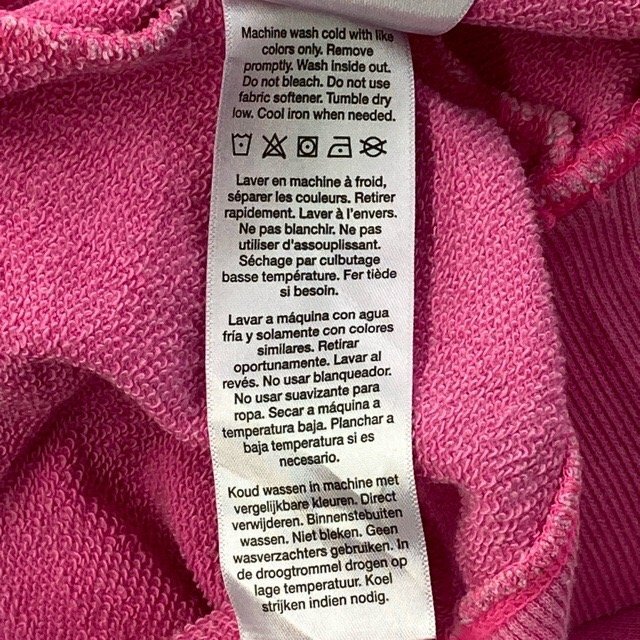 Machine wash cold with like
colors only. Remove
promptly. Wash inside out.
Do not bleach. Do not use
fabric softener. Tumble dry
low. Cool iron when needed.
Laver en machine à froid,
séparer les couleurs. Retirer
rapidement. Laver à l'envers.
Ne pas blanchir. Ne pas
utiliser d'assouplissant.
Séchage par culbutage
basse température. Fer tiède
si besoin.
Lavar a máquina con agua
fría y solamente con colores
similares. Retirar
oportunamente. Lavar al
revés. No usar blanqueador.
No usar suavizante para
ropa. Secar a máquina a
temperatura baja. Planchar a
baja temperatura si es
necesario.
Koud wassen in machine met
vergelijkbare kleuren. Direct
verwijderen. Binnenstebuiten
wassen. Niet bleken. Geen
wasverzachters gebruiken. In
de droogtrommel drogen op
lage temperatuur. Koel
strijken indien nodig.